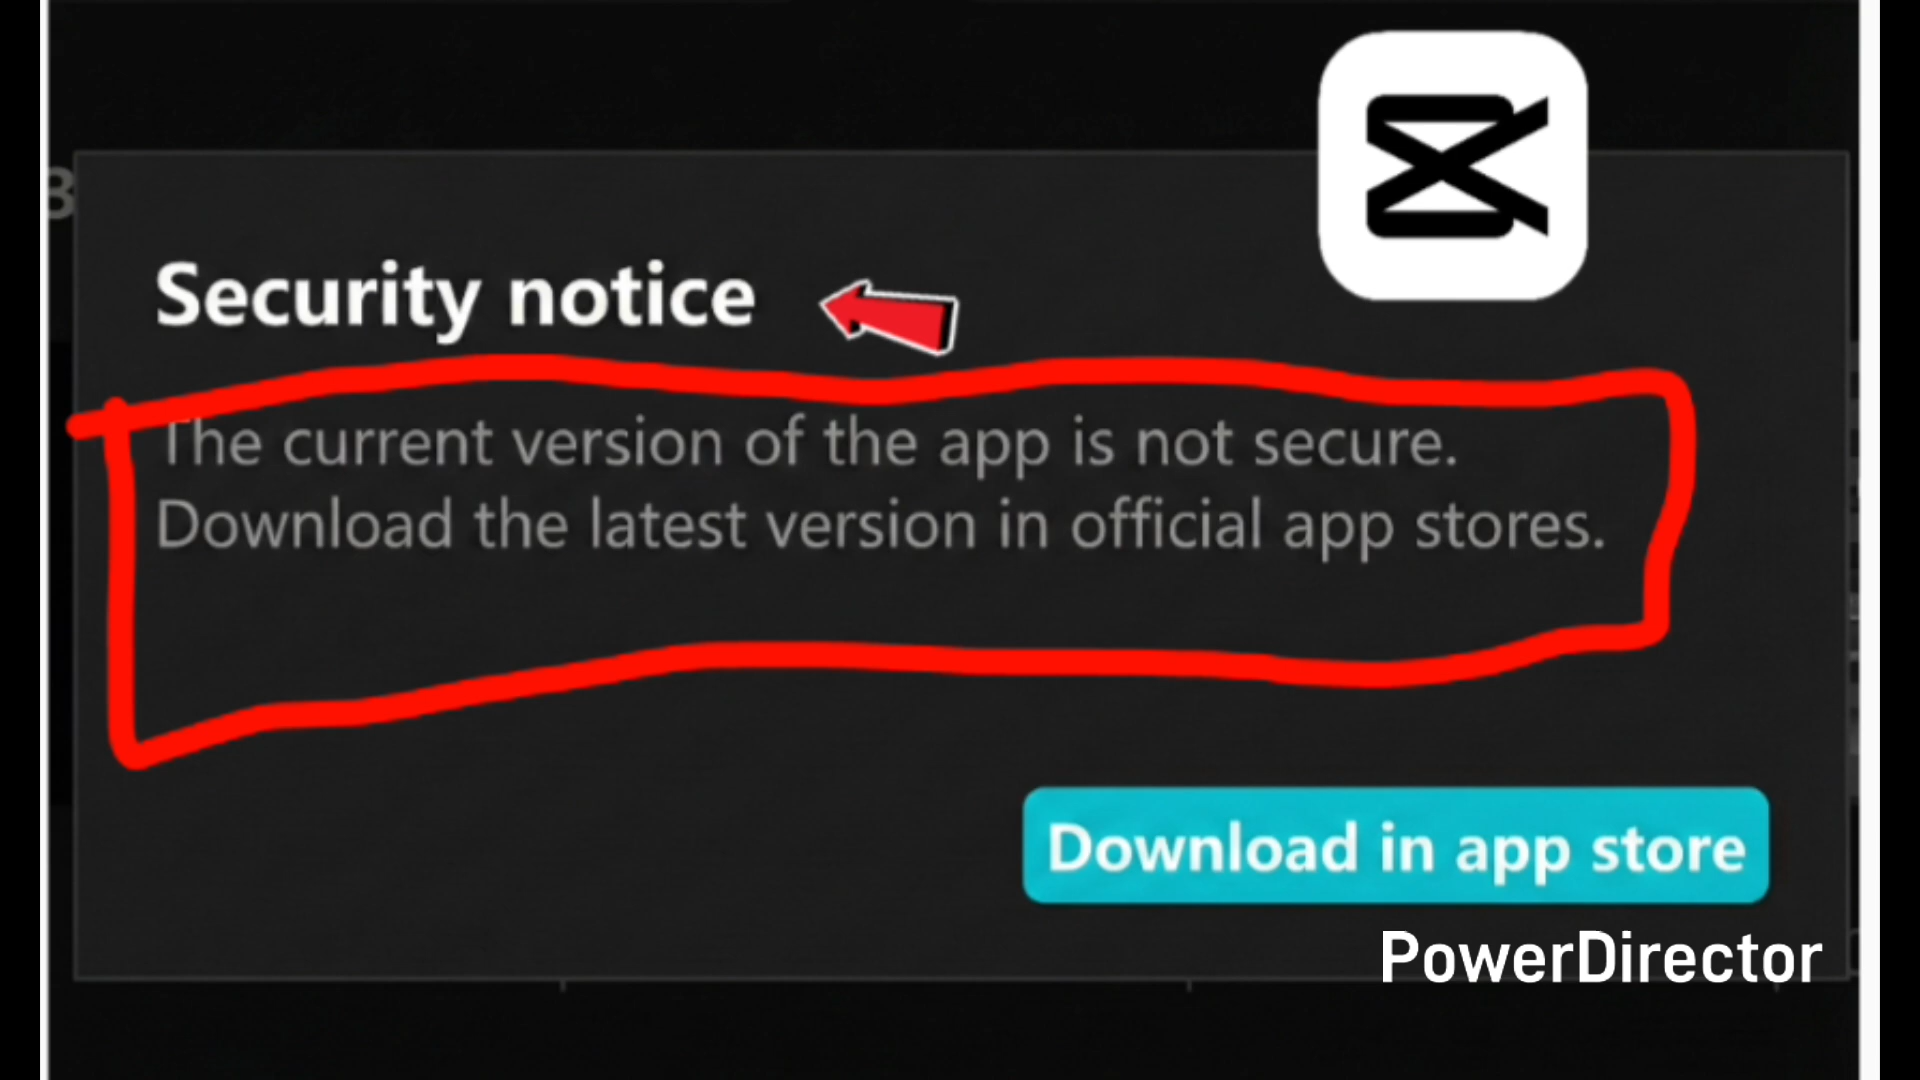 Security notice
The current version of the app is not secure.
Download the latest version in official app stores.
Download in app store
PowerDirector